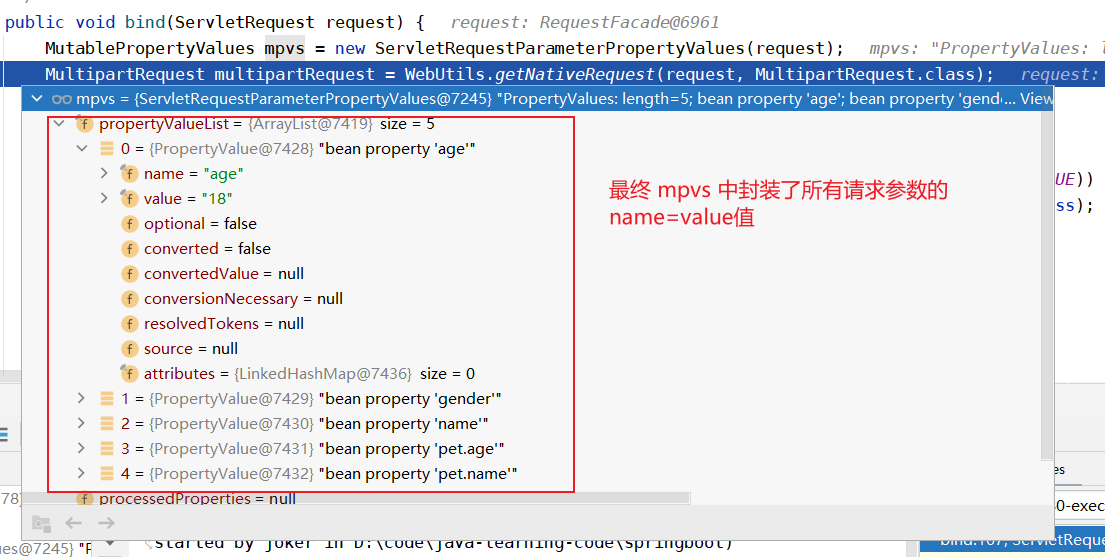 public void bind(ServletRequest request) {   request: RequestFacade@6961
MutablePropertyValues mpvs = new ServletRequestParameterPropertyValues(request);   mpvs: "PropertyValues: l
MultipartRequest multipartRequest = WebUtils.getNativeRequest(request, MultipartRequest.class);   request:
mpvs = {ServletRequestParameterPropertyValues@7245} "PropertyValues: length=5; bean property 'age'; bean property 'gend... View
propertyValueList = {ArrayList@7419} size = 5
0 = {PropertyValue@7428} "bean property 'age'"
name = "age"
UE))
最终 mpvs 中封装了所有请求参数的
name=value值
value = "18"
ss);
optional = false
converted = false
convertedValue = null
conversionNecessary = null
resolvedTokens = null
source = null
attributes = {LinkedHashMap@7436} size = 0
1 = {PropertyValue@7429} "bean property 'gender'"
2 = {PropertyValue@7430} "bean property 'name'"
3 = {PropertyValue@7431} "bean property 'pet.age'"
4 = {PropertyValue@7432} "bean property 'pet.name'"
es
78}
processedProperties = null
0-exec
ues@7245} "P
started by joker in D:\code\java-learning-code\springboot)
bind:107, ServletReque